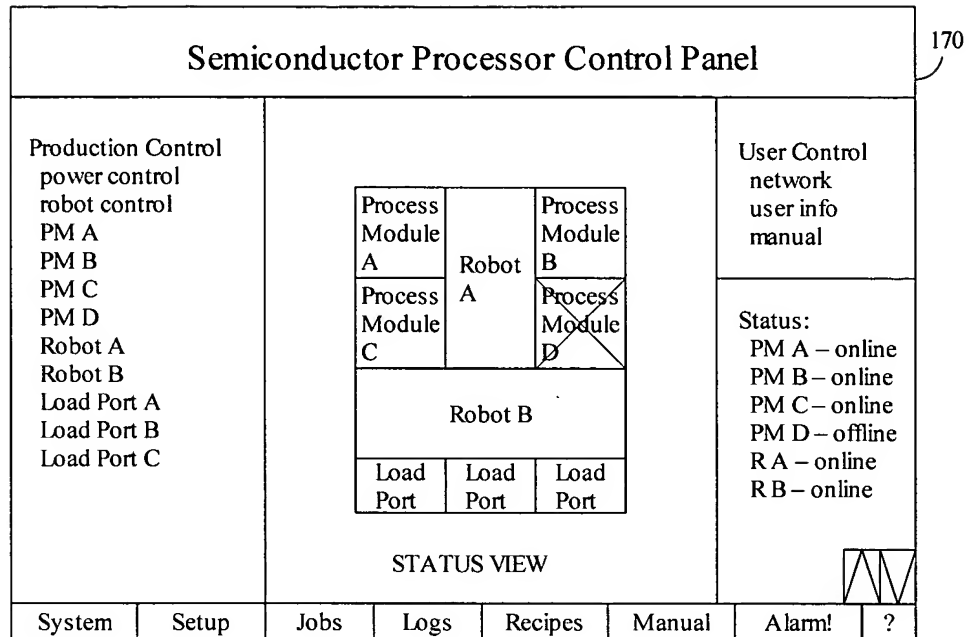 Semiconductor Processor Control Panel
170
Production Control
power control
robot control
PM A
PM B
PM C
PM D
Robot A
Robot B
Load Port A
Load Port B
Load Port C
Process
Module
A
Robot
A
Process
Module
B
Process
Module
C
Process
Module
D
Robot B
Load
Port
Load
Port
Load
Port
STATUS VIEW
User Control
network
user info
manual
Status:
PM A – online
PM B – online
PM C – online
PM D – offline
R A – online
R B – online
System
Setup
Jobs
Logs
Recipes
Manual
Alarm!
?